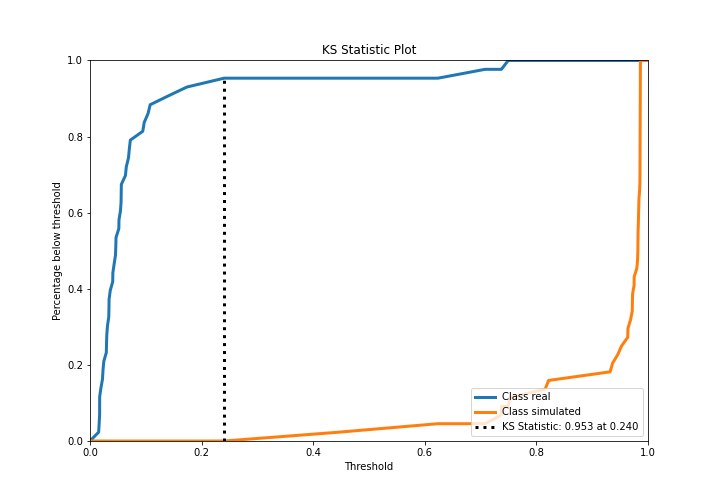 KS Statistic Plot
1.0
0.8
0.6
0.4
0.2
0.0
Percentage below threshold
Class real
Class simulated
KS Statistic: 0.953 at 0.240
0.0 0.2 0.4 0.6 0.8 1.0
Threshold